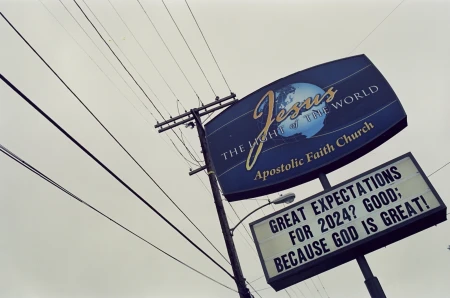 Jesus
THE LIGHT of THE WORLD
Apostolic Faith Church
GREAT EXPECTATIONS
FOR 2024? GOOD;
BECAUSE GOD IS GREAT!